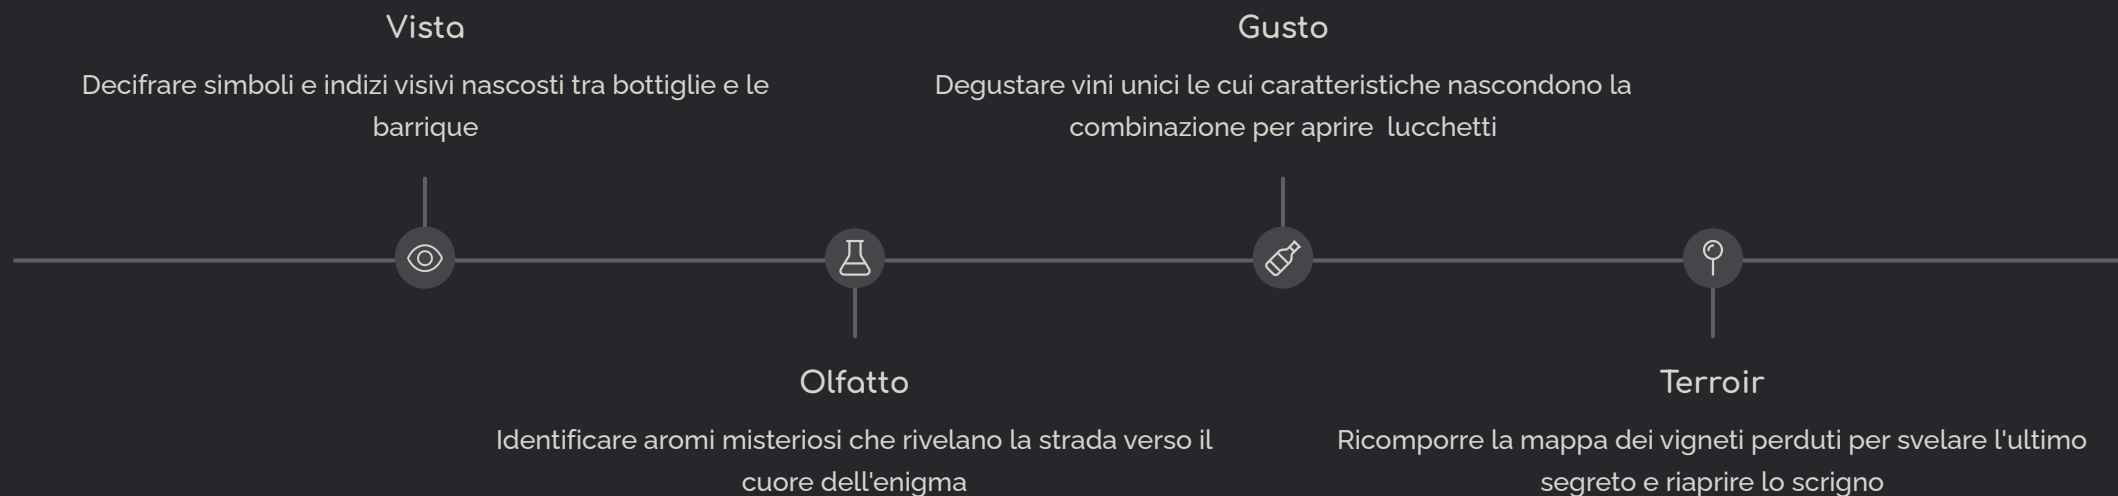 Vista
Decifrare simboli e indizi visivi nascosti tra bottiglie e le
barrique
Gusto
Degustare vini unici le cui caratteristiche nascondono la
combinazione per aprire  lucchetti
Olfatto
Identificare aromi misteriosi che rivelano la strada verso il
cuore dell'enigma
Terroir
Ricomporre la mappa dei vigneti perduti per svelare l'ultimo
segreto e riaprire lo scrigno